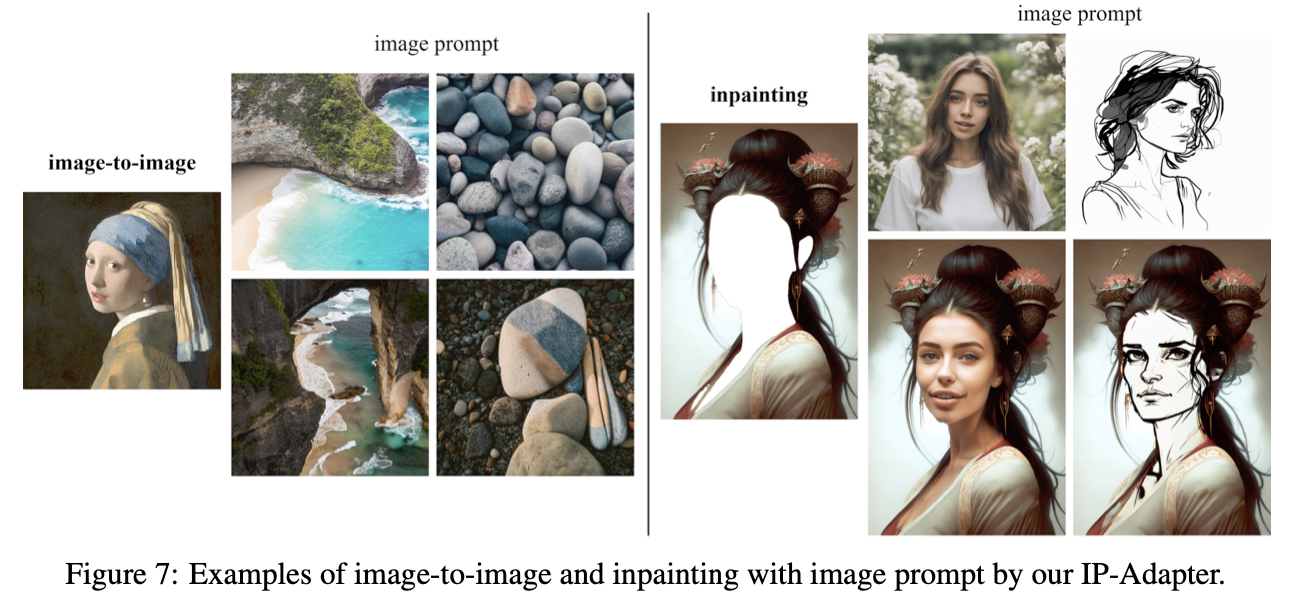 image prompt
image-to-image
image prompt
inpainting
Figure 7: Examples of image-to-image and inpainting with image prompt by our IP-Adapter.